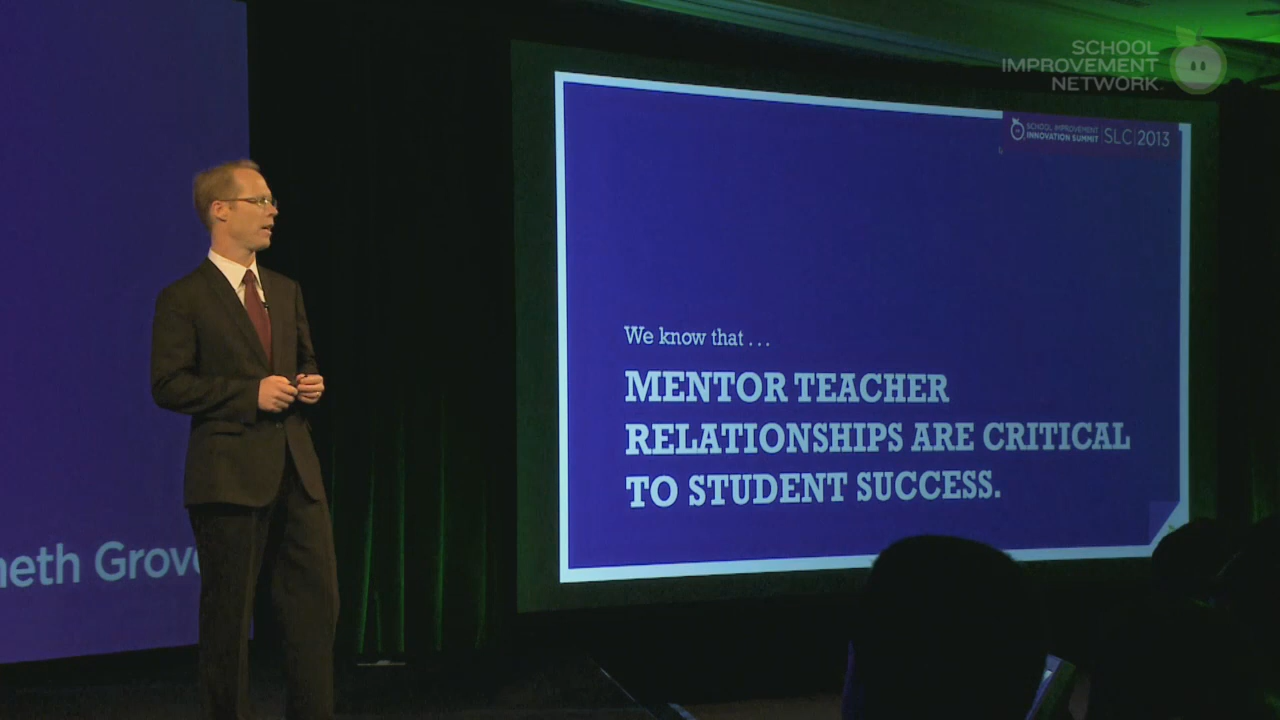 SCHOOL
IMPROVEMENT
NETWORK
SCHOOL IMPROVEMENT
INNOVATION SUMMIT
SLC 2013
We know that . . .
MENTOR TEACHER
RELATIONSHIPS ARE CRITICAL
TO STUDENT SUCCESS.
neth Grove